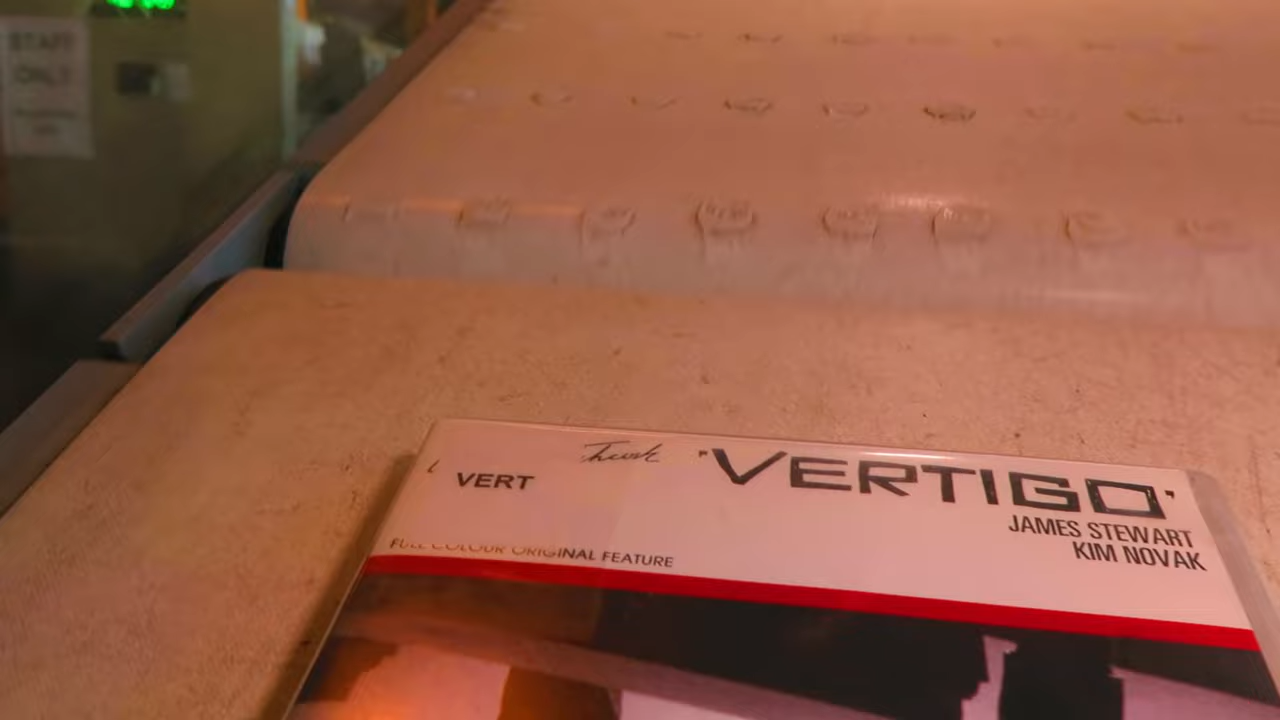 STAFF
ONLY
VERT
'VERTIGO'
JAMES STEWART
KIM NOVAK
FULL COLOUR ORIGINAL FEATURE